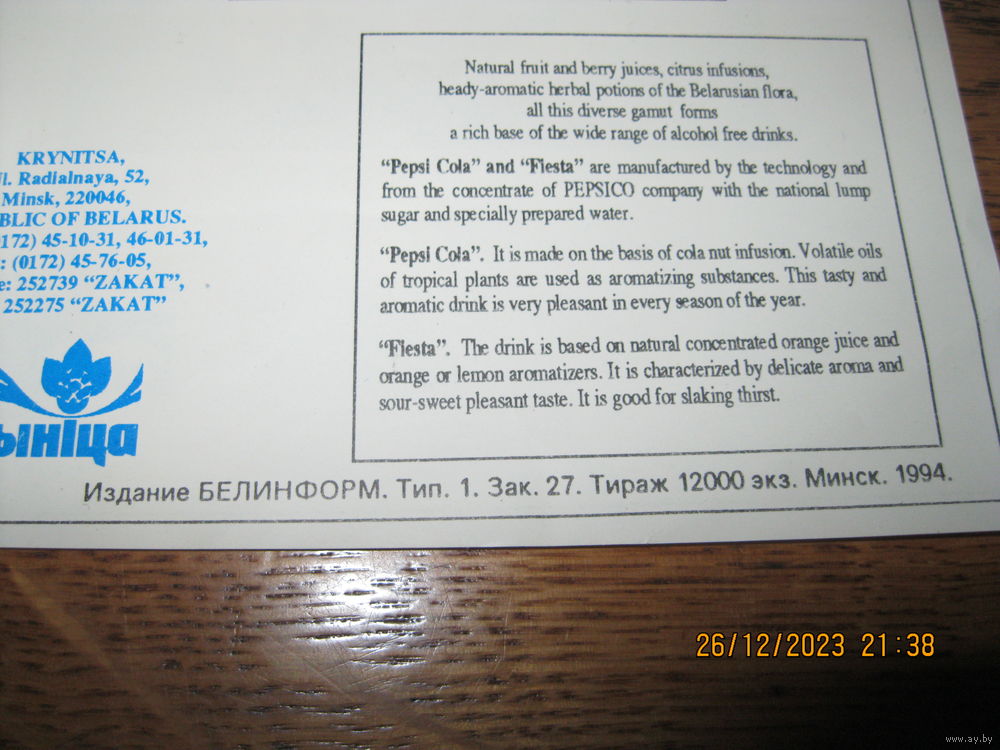 Natural fruit and berry juices, citrus infusions,
heady-aromatic herbal potions of the Belarusian flora,
all this diverse gamut forms
a rich base of the wide range of alcohol free drinks.
"Pepsi Cola" and "Fiesta" are manufactured by the technology and
from the concentrate of PEPSICO company with the national lump
sugar and specially prepared water.
"Pepsi Cola". It is made on the basis of cola nut infusion. Volatile oils
of tropical plants are used as aromatizing substances. This tasty and
aromatic drink is very pleasant in every season of the year.
"Fiesta". The drink is based on natural concentrated orange juice and
orange or lemon aromatizers. It is characterized by delicate aroma and
sour-sweet pleasant taste. It is good for slaking thirst.
KRYNITSA,
l. Radialnaya, 52,
Minsk, 220046,
BLIC OF BELARUS.
172) 45-10-31, 46-01-31,
: (0172) 45-76-05,
e: 252739 "ZAKAT",
252275 "ZAKAT"
ыніца
Издание БЕЛИНФОРМ. Тип. 1. Зак. 27. Тираж 12000 экз. Минск. 1994.
26/12/2023 21:38
www.ay.by